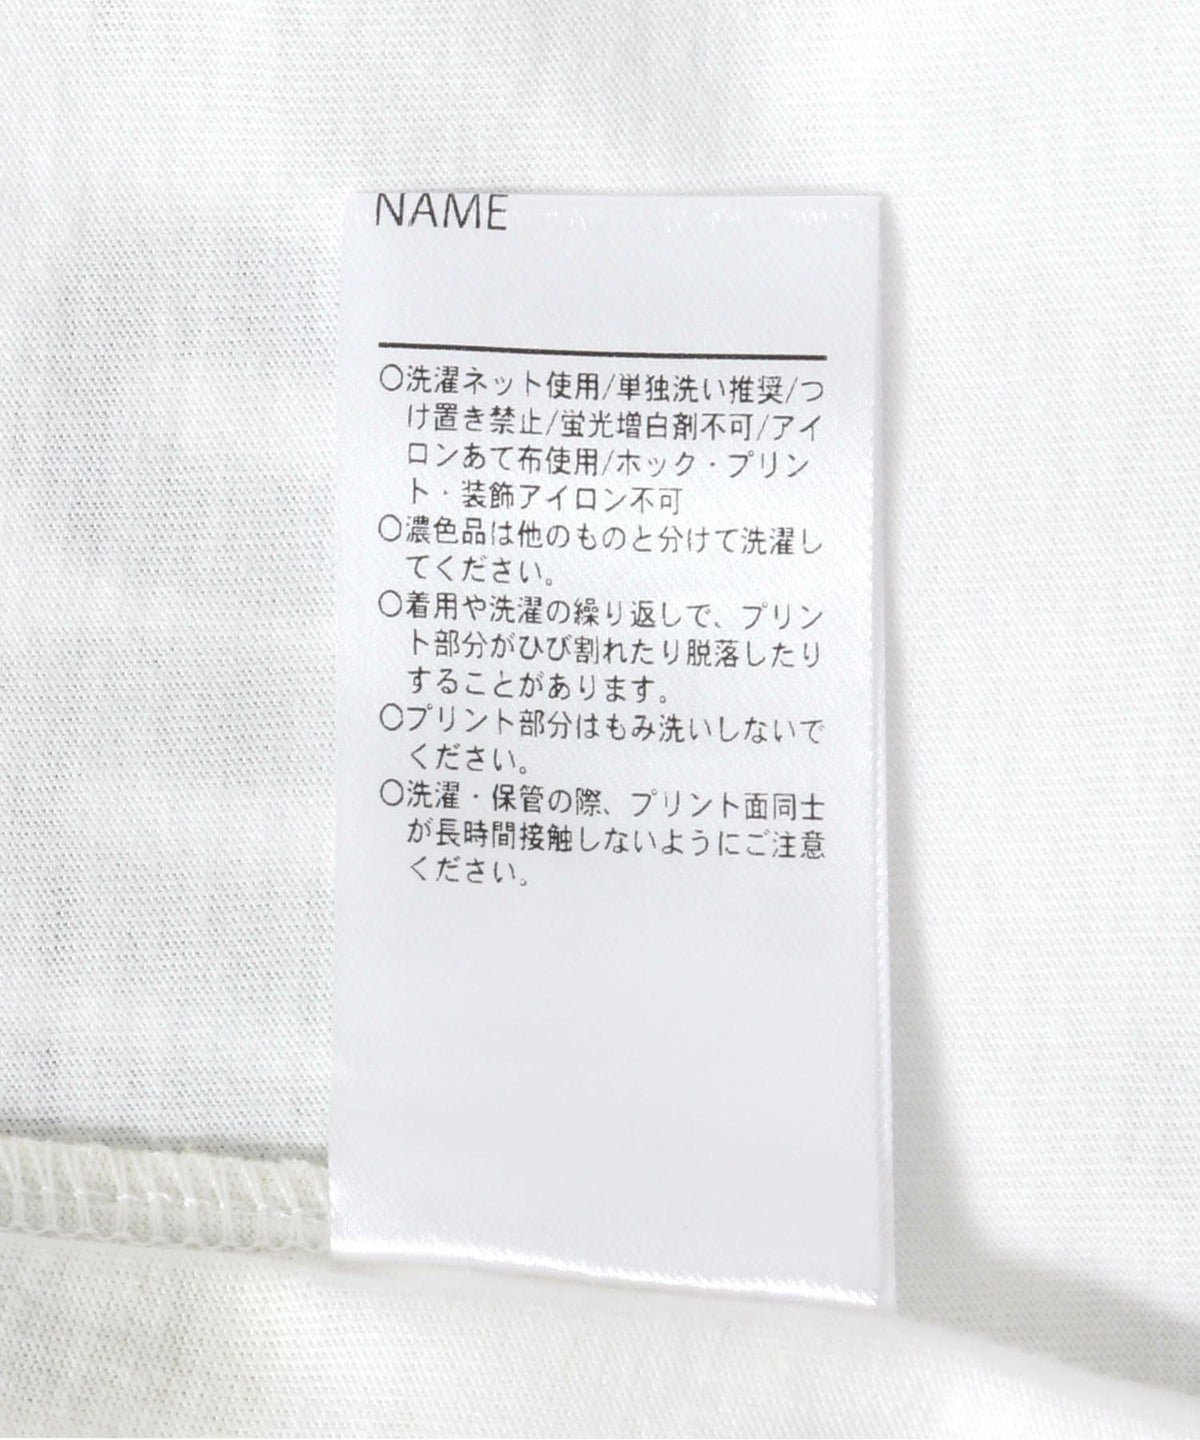 NAME
○洗濯ネット使用/単独洗い推奨/つ
け置き禁止/蛍光増白剤不可/アイ
ロンあて布使用/ホック・プリン
ト・装飾アイロン不可
○濃色品は他のものと分けて洗濯し
てください。
○着用や洗濯の繰り返しで、プリン
ト部分がひび割れたり脱落したり
することがあります。
○プリント部分はもみ洗いしないで
ください。
○洗濯・保管の際、プリント面同士
が長時間接触しないようにご注意
ください。